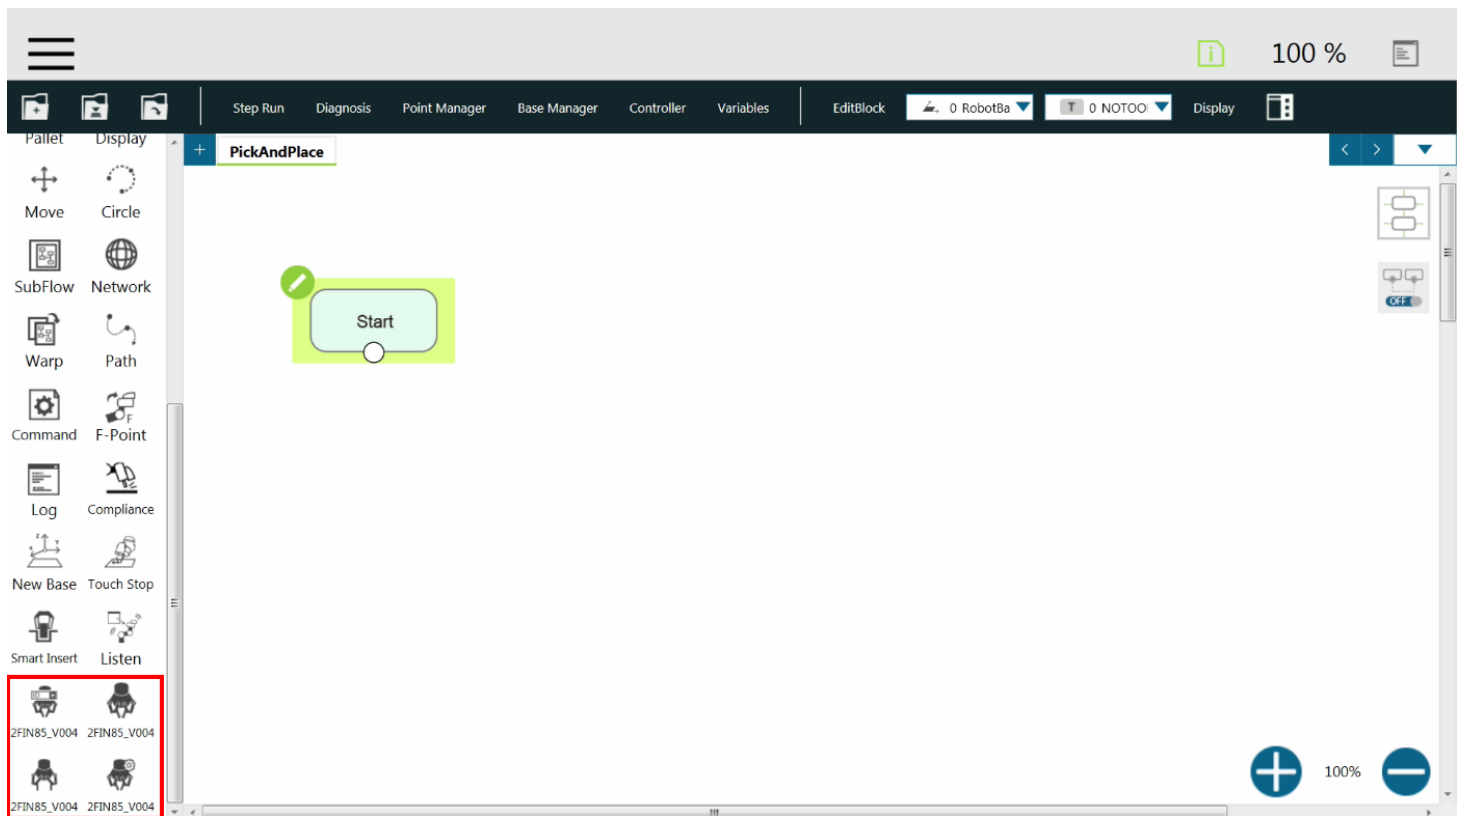 100 %
Step Run Diagnosis Point Manager Base Manager Controller Variables EditBlock 0 RobotBa T 0 NOTOO Display
Pallet Display
+ PickAndPlace
Move Circle
SubFlow Network
OFF
Start
Warp Path
Command F-Point
Log Compliance
New Base Touch Stop
Smart Insert Listen
2FIN85_V004 2FIN85_V004
100%
2FIN85_V004 2FIN85_V004